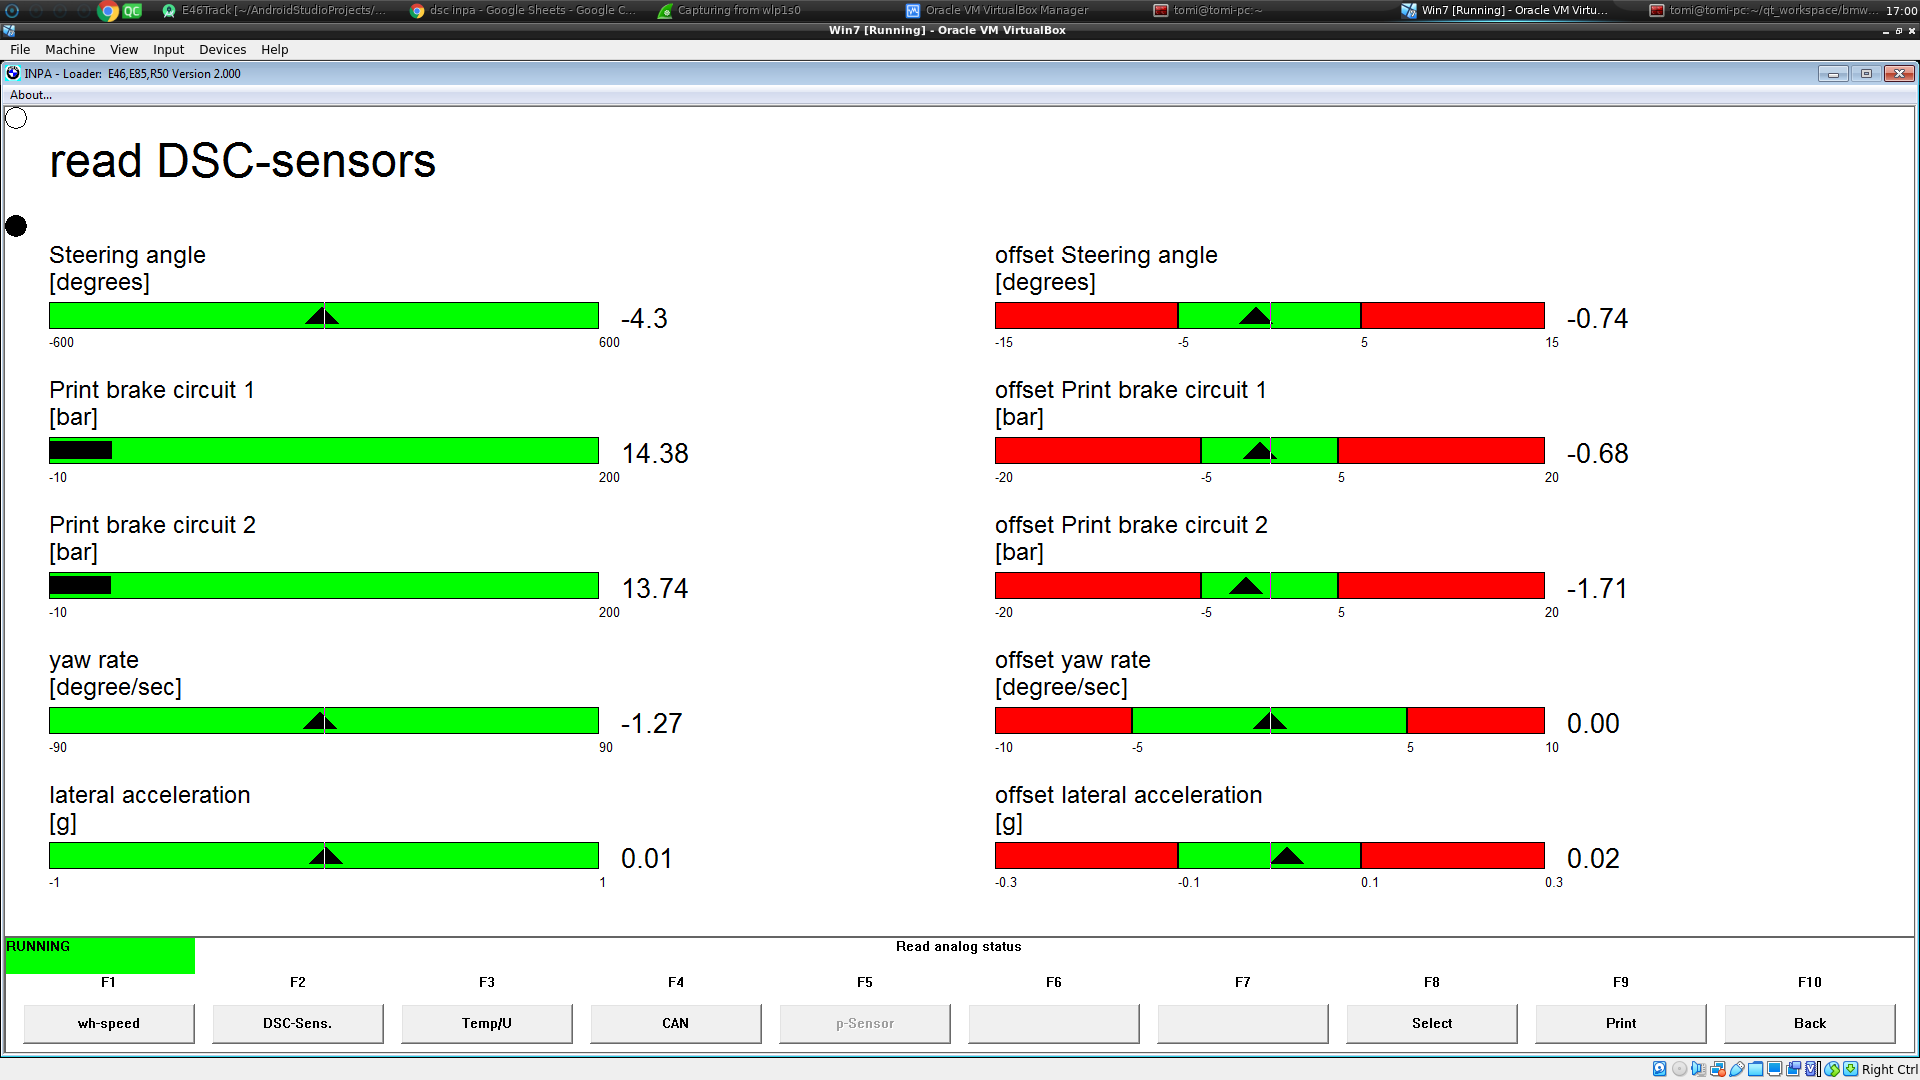 E46Track [~/AndroidStudioProjects/...
dsc inpa - Google Sheets - Google C...
Capturing from wlp1s0
Oracle VM VirtualBox Manager
tomi@tomi-pc:~
Win7 [Running] - Oracle VM Virtu...
tomi@tomi-pc:~/qt_workspace/bmw...
17:00
QC
Win7 [Running] - Oracle VM VirtualBox
File Machine View Input Devices Help
INPA - Loader: E46,E85,R50 Version 2.000
About...
read DSC-sensors
Steering angle
[degrees]
-4.3
-600 600
offset Steering angle
[degrees]
-0.74
-15 -5 5 15
Print brake circuit 1
[bar]
14.38
-10 200
offset Print brake circuit 1
[bar]
-0.68
-20 -5 5 20
Print brake circuit 2
[bar]
13.74
-10 200
offset Print brake circuit 2
[bar]
-1.71
-20 -5 5 20
yaw rate
[degree/sec]
-1.27
-90 90
offset yaw rate
[degree/sec]
0.00
-10 -5 5 10
lateral acceleration
[g]
0.01
-1 1
offset lateral acceleration
[g]
0.02
-0.3 -0.1 0.1 0.3
RUNNING
Read analog status
F1 F2 F3 F4 F5 F6 F7 F8 F9 F10
wh-speed DSC-Sens. Temp/U CAN p-Sensor Select Print Back
Right Ctrl